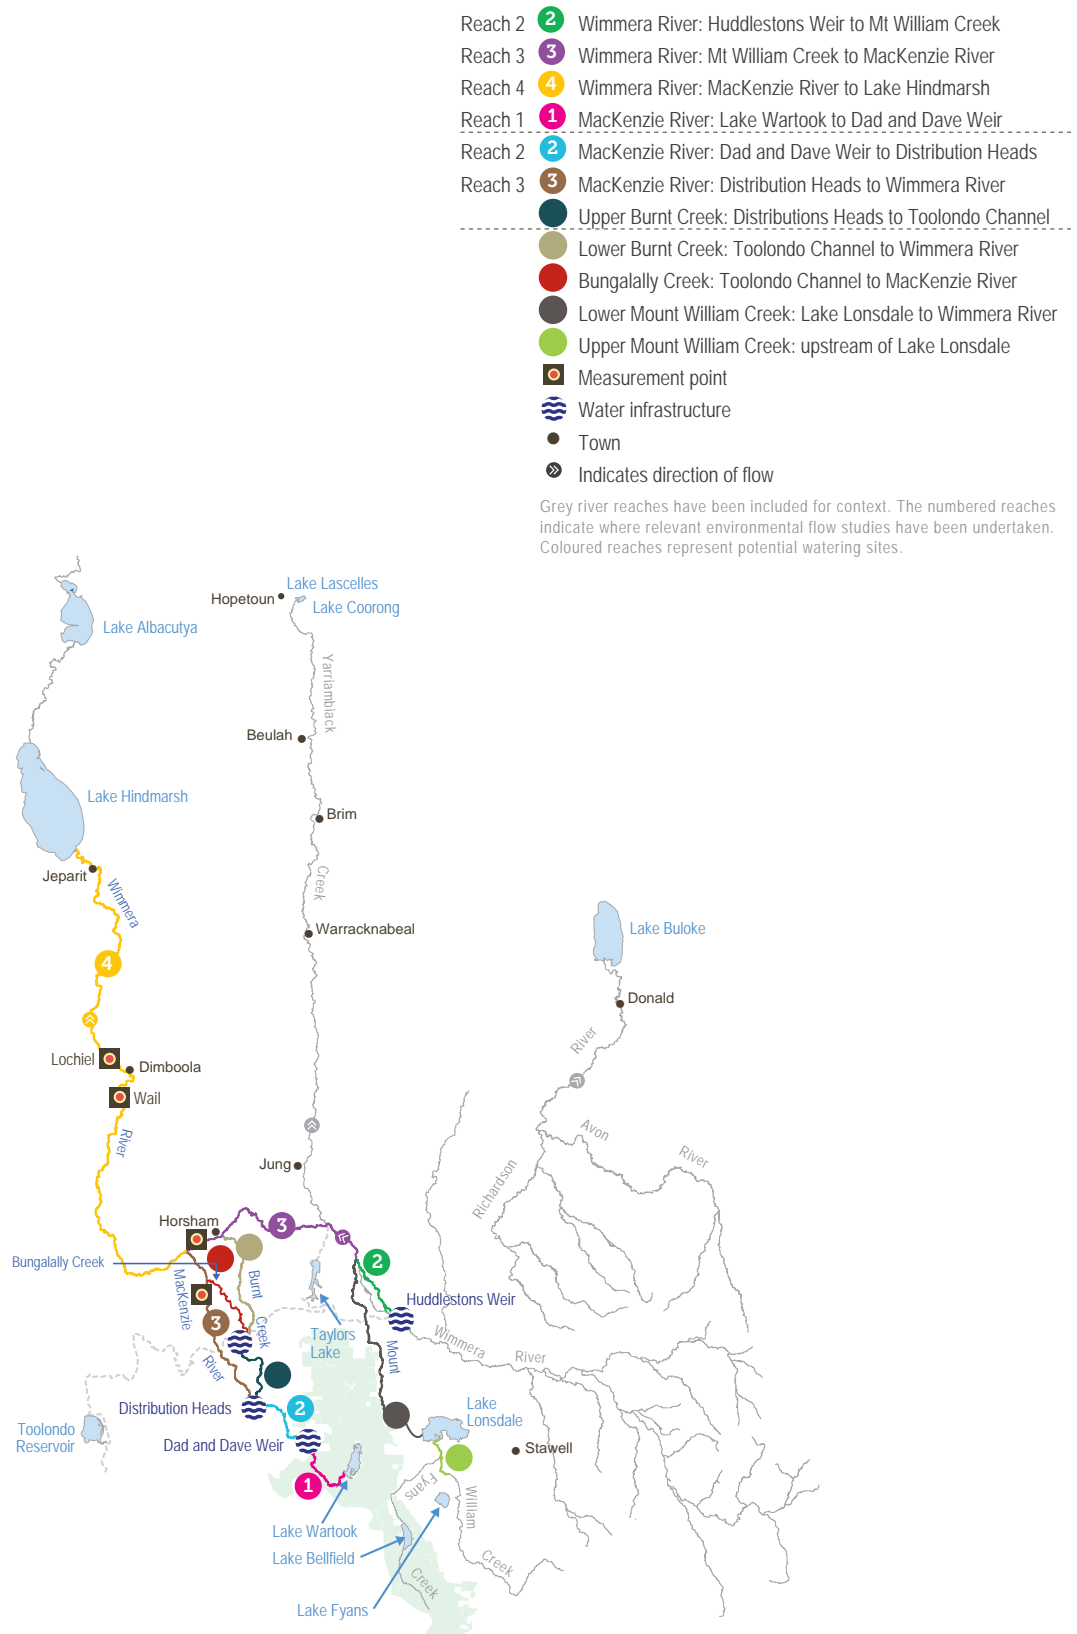 Reach 2 2 Wimmera River: Huddlestons Weir to Mt William Creek
Reach 3 3 Wimmera River: Mt William Creek to MacKenzie River
Reach 4 4 Wimmera River: MacKenzie River to Lake Hindmarsh
Reach 1 1 MacKenzie River: Lake Wartook to Dad and Dave Weir
Reach 2 2 MacKenzie River: Dad and Dave Weir to Distribution Heads
Reach 3 3 MacKenzie River: Distribution Heads to Wimmera River
Upper Burnt Creek: Distributions Heads to Toolondo Channel
Lower Burnt Creek: Toolondo Channel to Wimmera River
Bungalally Creek: Toolondo Channel to MacKenzie River
Lower Mount William Creek: Lake Lonsdale to Wimmera River
Upper Mount William Creek: upstream of Lake Lonsdale
Measurement point
Water infrastructure
Town
Indicates direction of flow
Grey river reaches have been included for context. The numbered reaches
indicate where relevant environmental flow studies have been undertaken.
Coloured reaches represent potential watering sites.
Lake Lascelles
Hopetoun
Lake Coorong
Lake Albacutya
Yarriambiack
Beulah
Lake Hindmarsh
Brim
Jeparit
Creek
Wimmera
Warracknabeal
Lake Buloke
4
Donald
River
Lochiel
Dimboola
Wail
River
Avon
River
Jung
Richardson
Horsham
3
Bungalally Creek
2
MacKenzie
Burnt
Huddlestons Weir
3
Creek
Taylors
Lake
Mount
Wimmera
River
River
Distribution Heads
2
Lake
Lonsdale
Toolondo
Reservoir
Dad and Dave Weir
Stawell
1
Fyans
William
Lake Wartook
Lake Bellfield
Creek
Creek
Lake Fyans